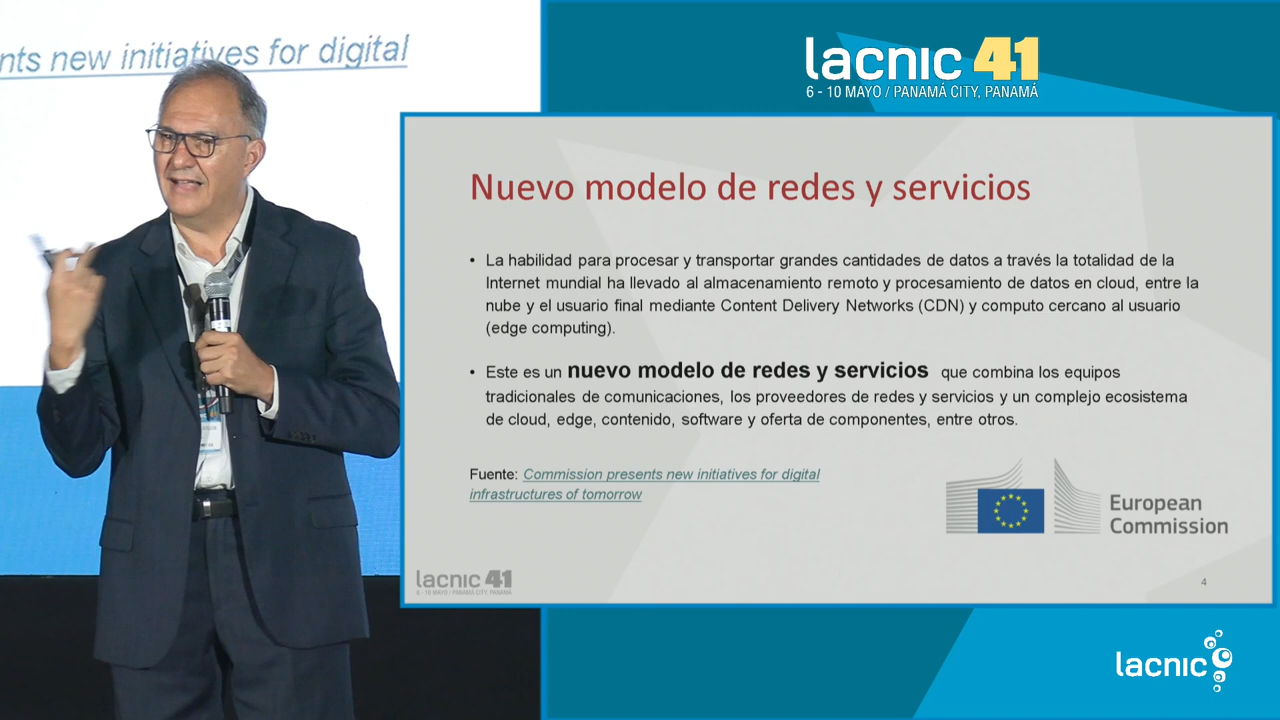 nts new initiatives for digital
lacnic 41
6 - 10 MAYO / PANAMÁ CITY, PANAMÁ
Nuevo modelo de redes y servicios
• La habilidad para procesar y transportar grandes cantidades de datos a través la totalidad de la
Internet mundial ha llevado al almacenamiento remoto y procesamiento de datos en cloud, entre la
nube y el usuario final mediante Content Delivery Networks (CDN) y computo cercano al usuario
(edge computing).
• Este es un nuevo modelo de redes y servicios que combina los equipos
tradicionales de comunicaciones, los proveedores de redes y servicios y un complejo ecosistema
de cloud, edge, contenido, software y oferta de componentes, entre otros.
Fuente: Commission presents new initiatives for digital
infrastructures of tomorrow
European
Commission
lacnic 41
6 - 10 MAYO / PANAMÁ CITY, PANAMÁ
4
lacnic